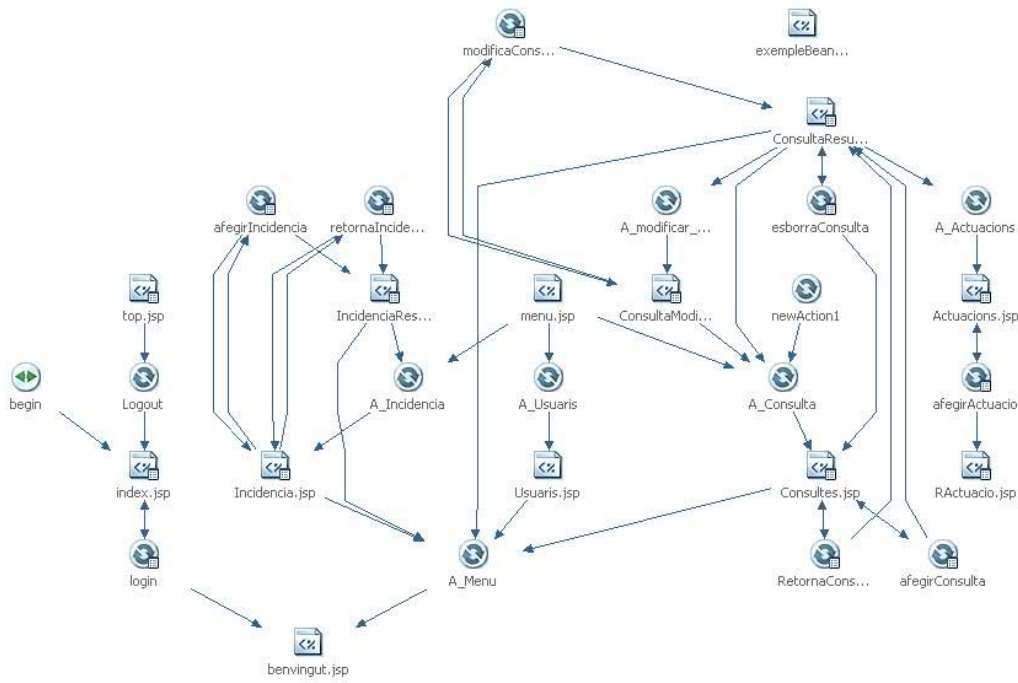 modificaCons...
exempleBean...
ConsultaResu...
afegirIncidencia
retornaIncide...
A_modificar_...
esborraConsulta
A_Actuacions
top.jsp
IncidenciaRes...
menu.jsp
ConsultaModi...
newAction1
Actuacions.jsp
begin
Logout
A_Incidencia
A_Usuaris
A_Consulta
afegirActuacio
index.jsp
Incidencia.jsp
Usuaris.jsp
Consultes.jsp
RActuacio.jsp
login
A_Menu
RetornaCons...
afegirConsulta
benvingut.jsp